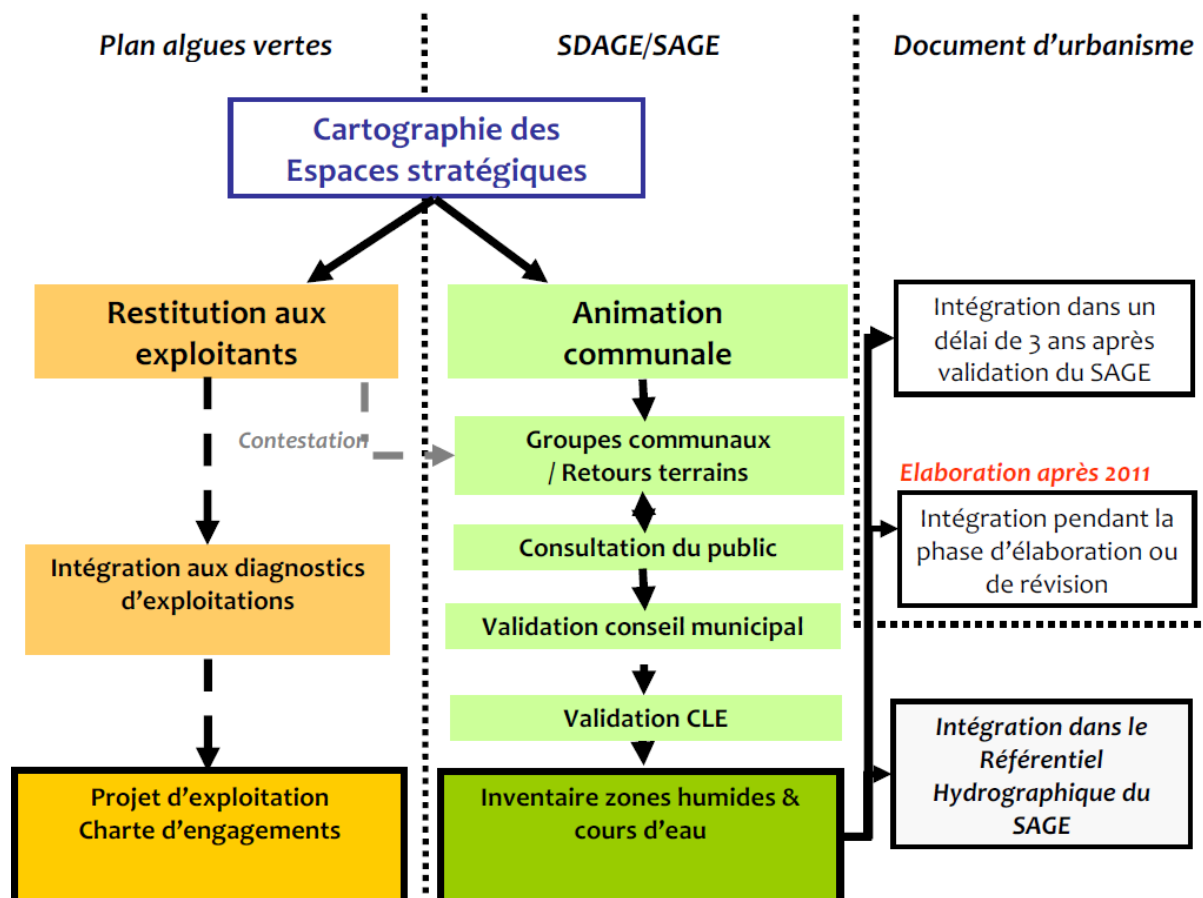 Plan algues vertes
SDAGE/SAGE
Document d'urbanisme
Cartographie des
Espaces stratégiques
Restitution aux
exploitants
Animation
communale
Intégration dans un
délai de 3 ans après
validation du SAGE
Contestation
Groupes communaux
/ Retours terrains
Elaboration après 2011
Intégration pendant la
phase d'élaboration ou
de révision
Consultation du public
Intégration aux diagnostics
d'exploitations
Validation conseil municipal
Validation CLE
Intégration dans le
Référentiel
Hydrographique du
SAGE
Projet d'exploitation
Charte d'engagements
Inventaire zones humides &
cours d'eau